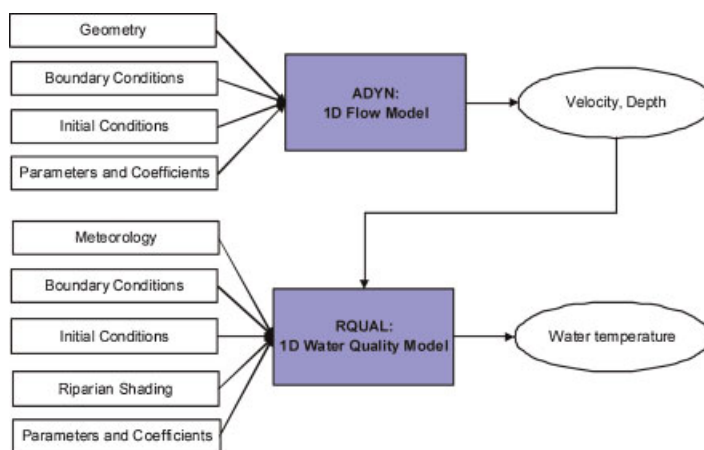 Geometry
Boundary Conditions
Initial Conditions
Parameters and Coefficients
ADYN:
1D Flow Model
Velocity, Depth
Meteorology
Boundary Conditions
Initial Conditions
Riparian Shading
Parameters and Coefficients
RQUAL:
1D Water Quality Model
Water temperature